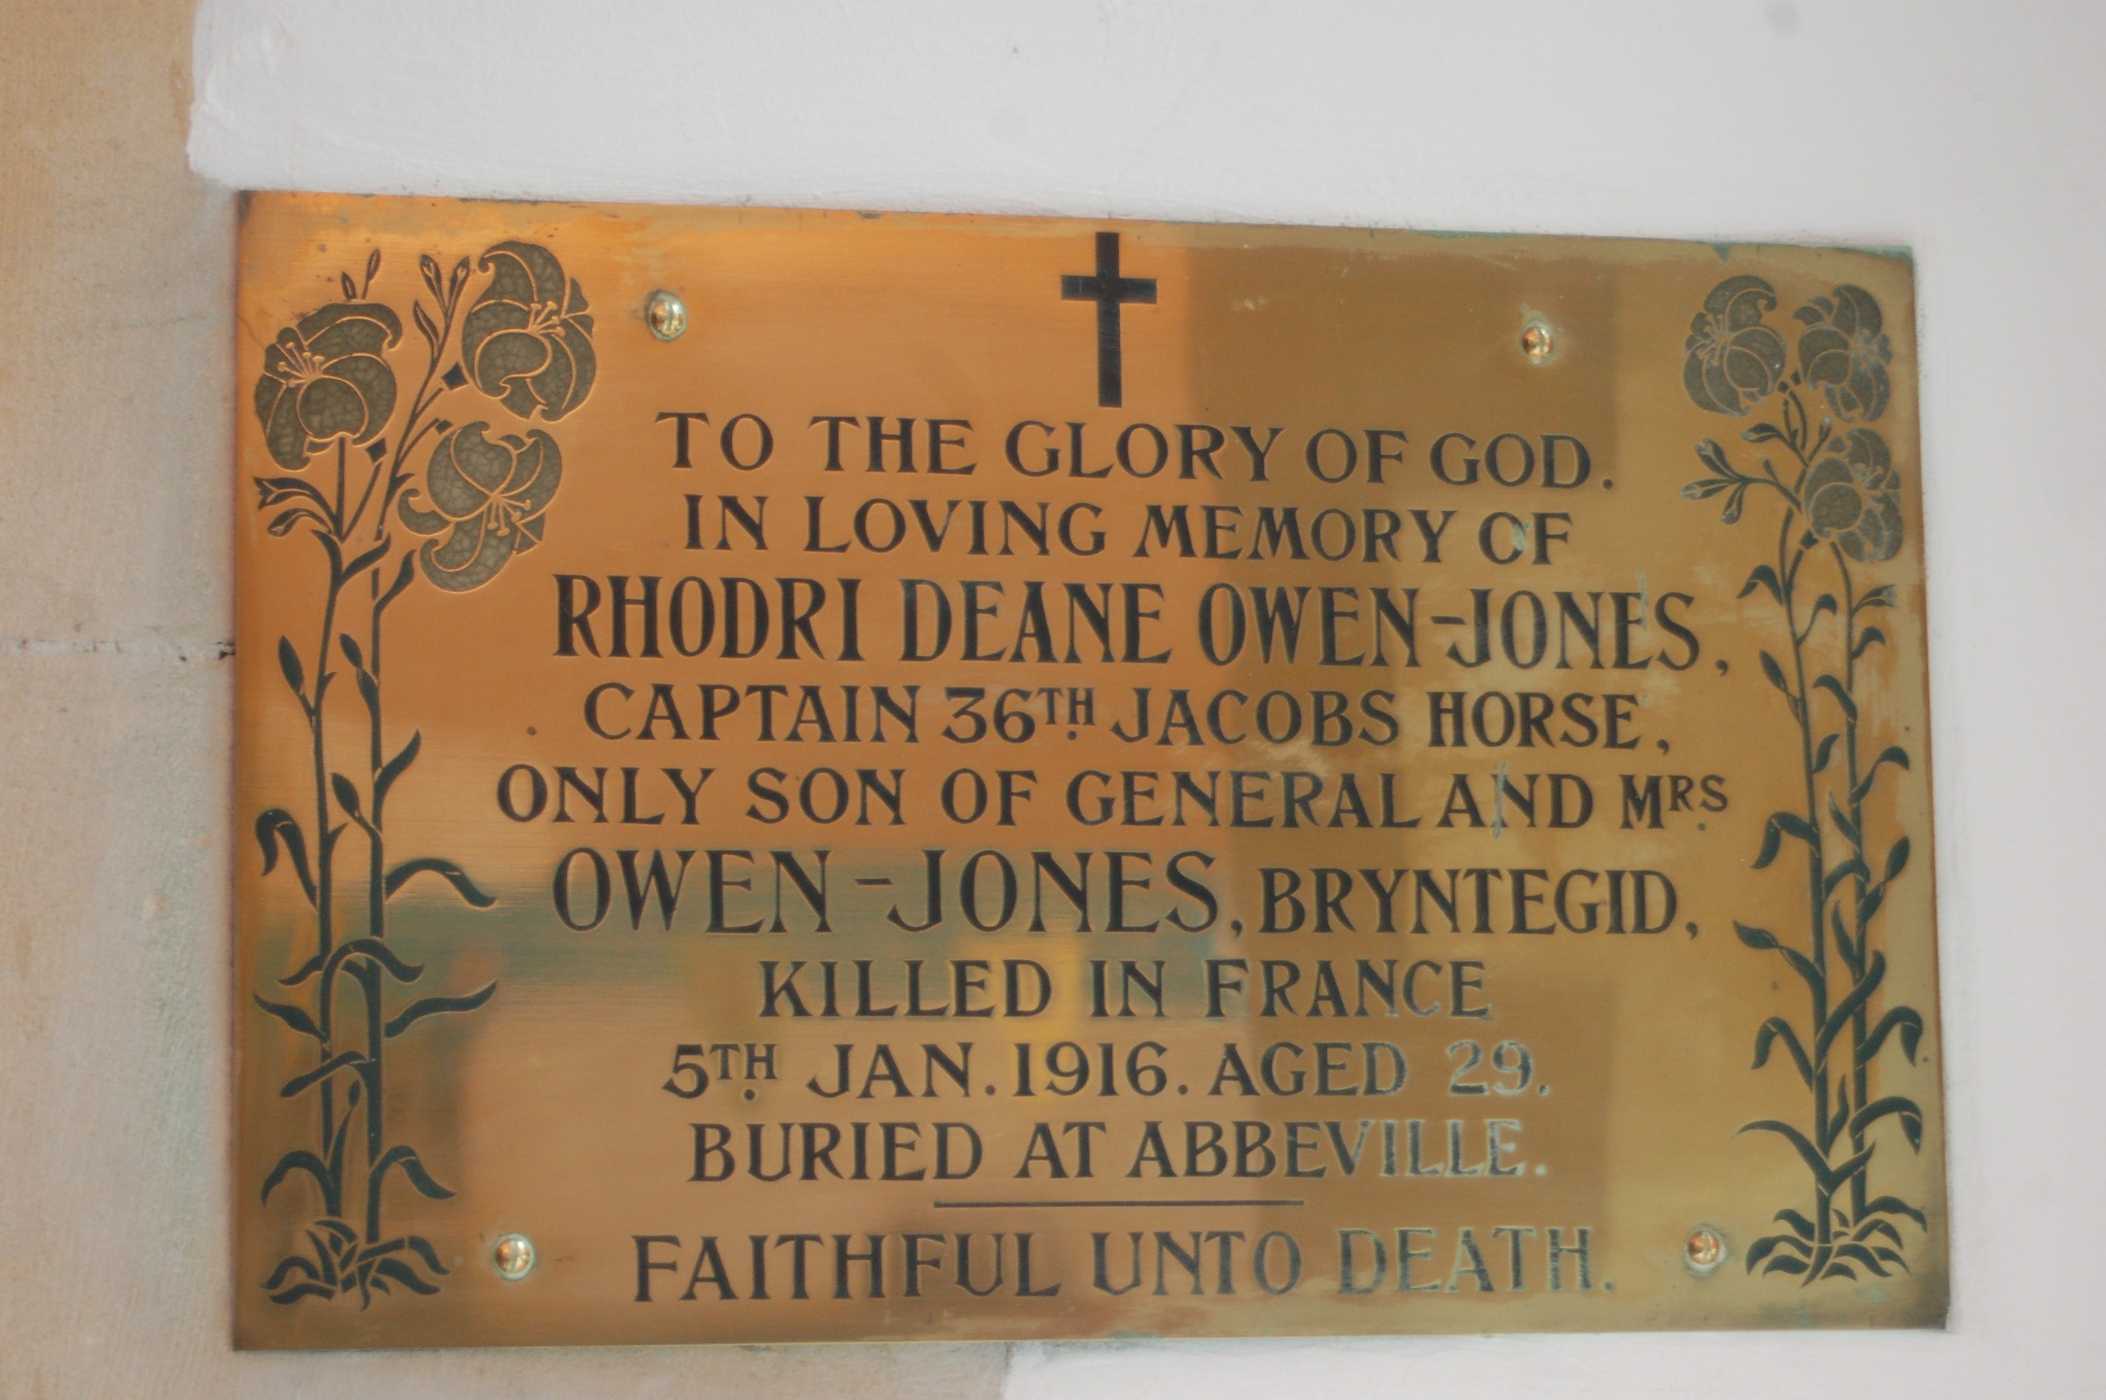 TO THE GLORY OF GOD.
IN LOVING MEMORY OF
RHODRI DEANE OWEN-JONES,
CAPTAIN 36TH JACOBS HORSE,
ONLY SON OF GENERAL AND MRS
OWEN-JONES, BRYNTEGID,
KILLED IN FRANCE
5TH JAN. 1916. AGED 29.
BURIED AT ABBEVILLE.
FAITHFUL UNTO DEATH.